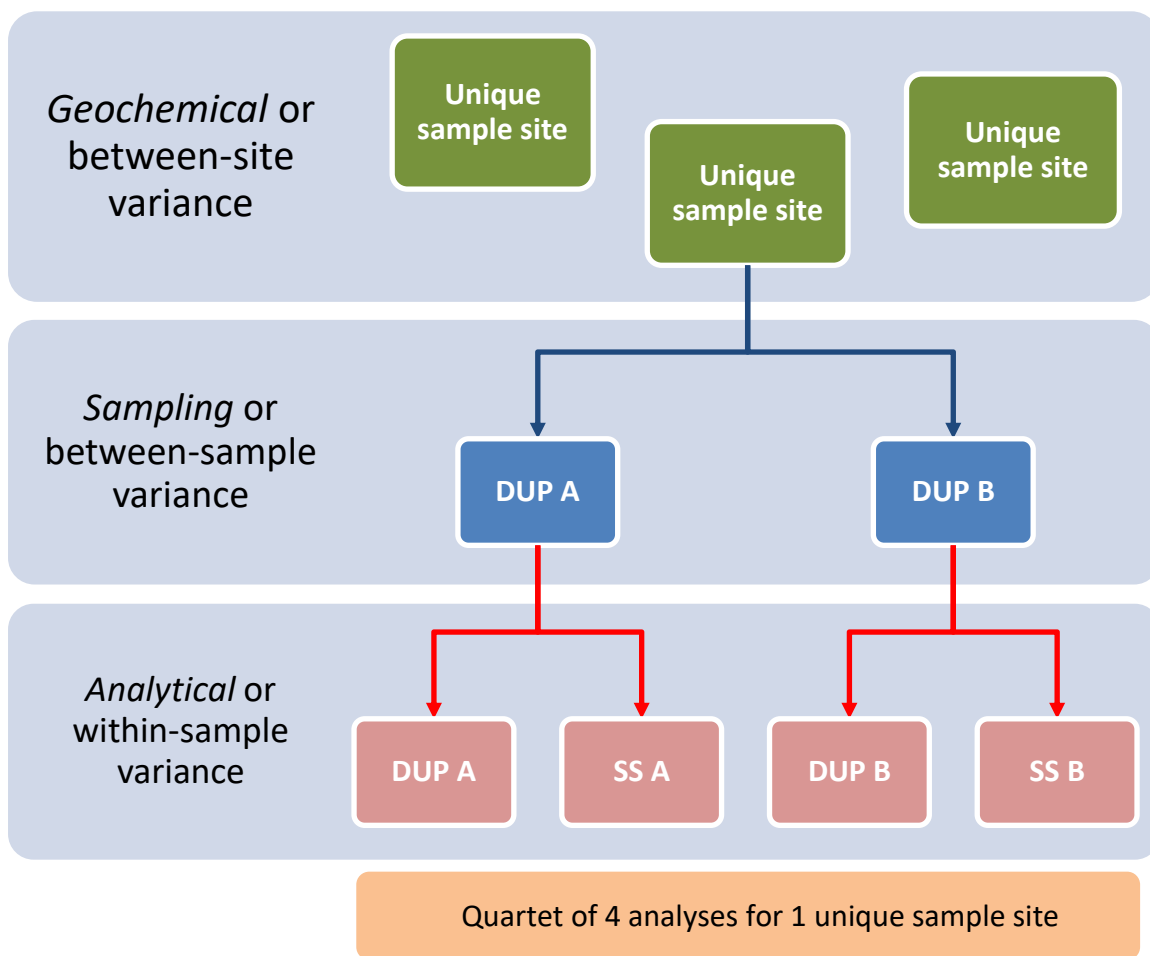 Geochemical or
between-site
variance
Unique
sample site
Unique
sample site
Unique
sample site
Sampling or
between-sample
variance
DUP A
DUP B
Analytical or
within-sample
variance
DUP A
SS A
DUP B
SS B
Quartet of 4 analyses for 1 unique sample site